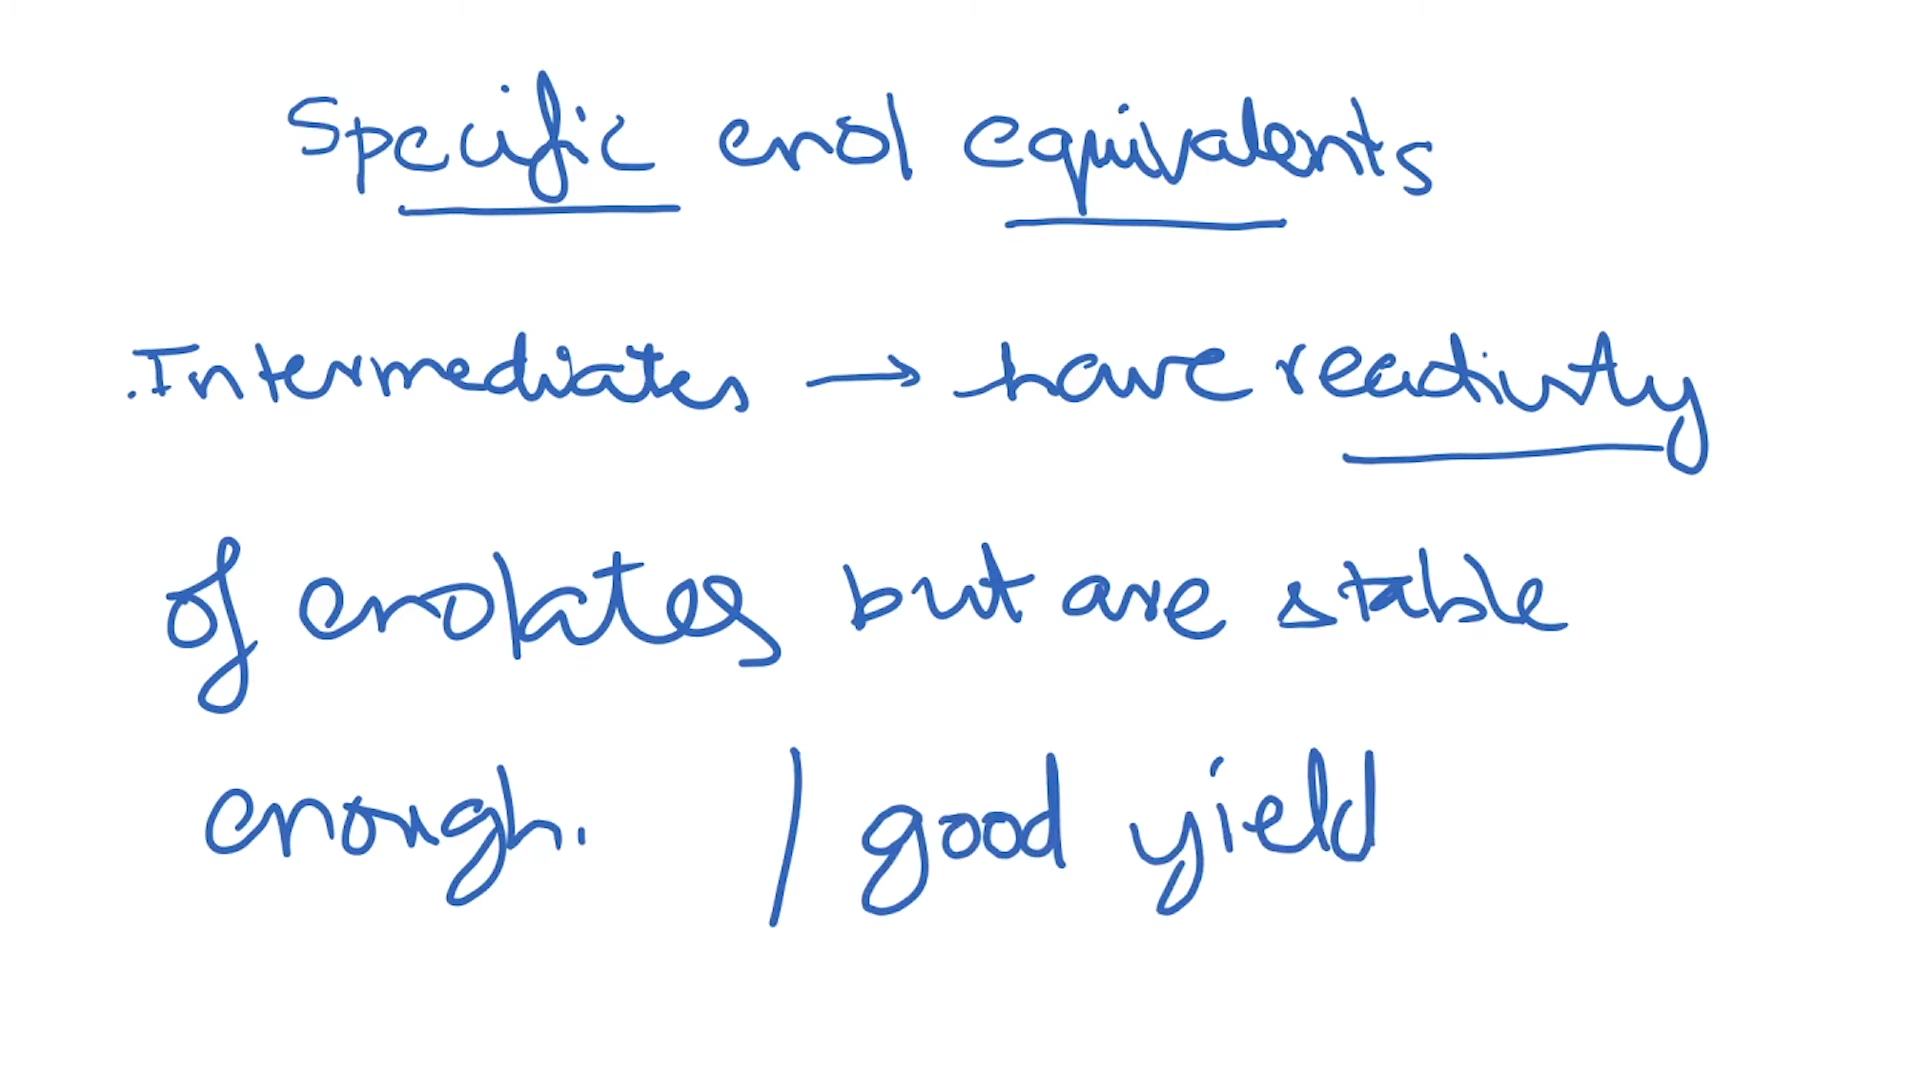 Specific enol equivalents
. Intermediates → have reactivity
of enolates but are stable
enough. / good yield